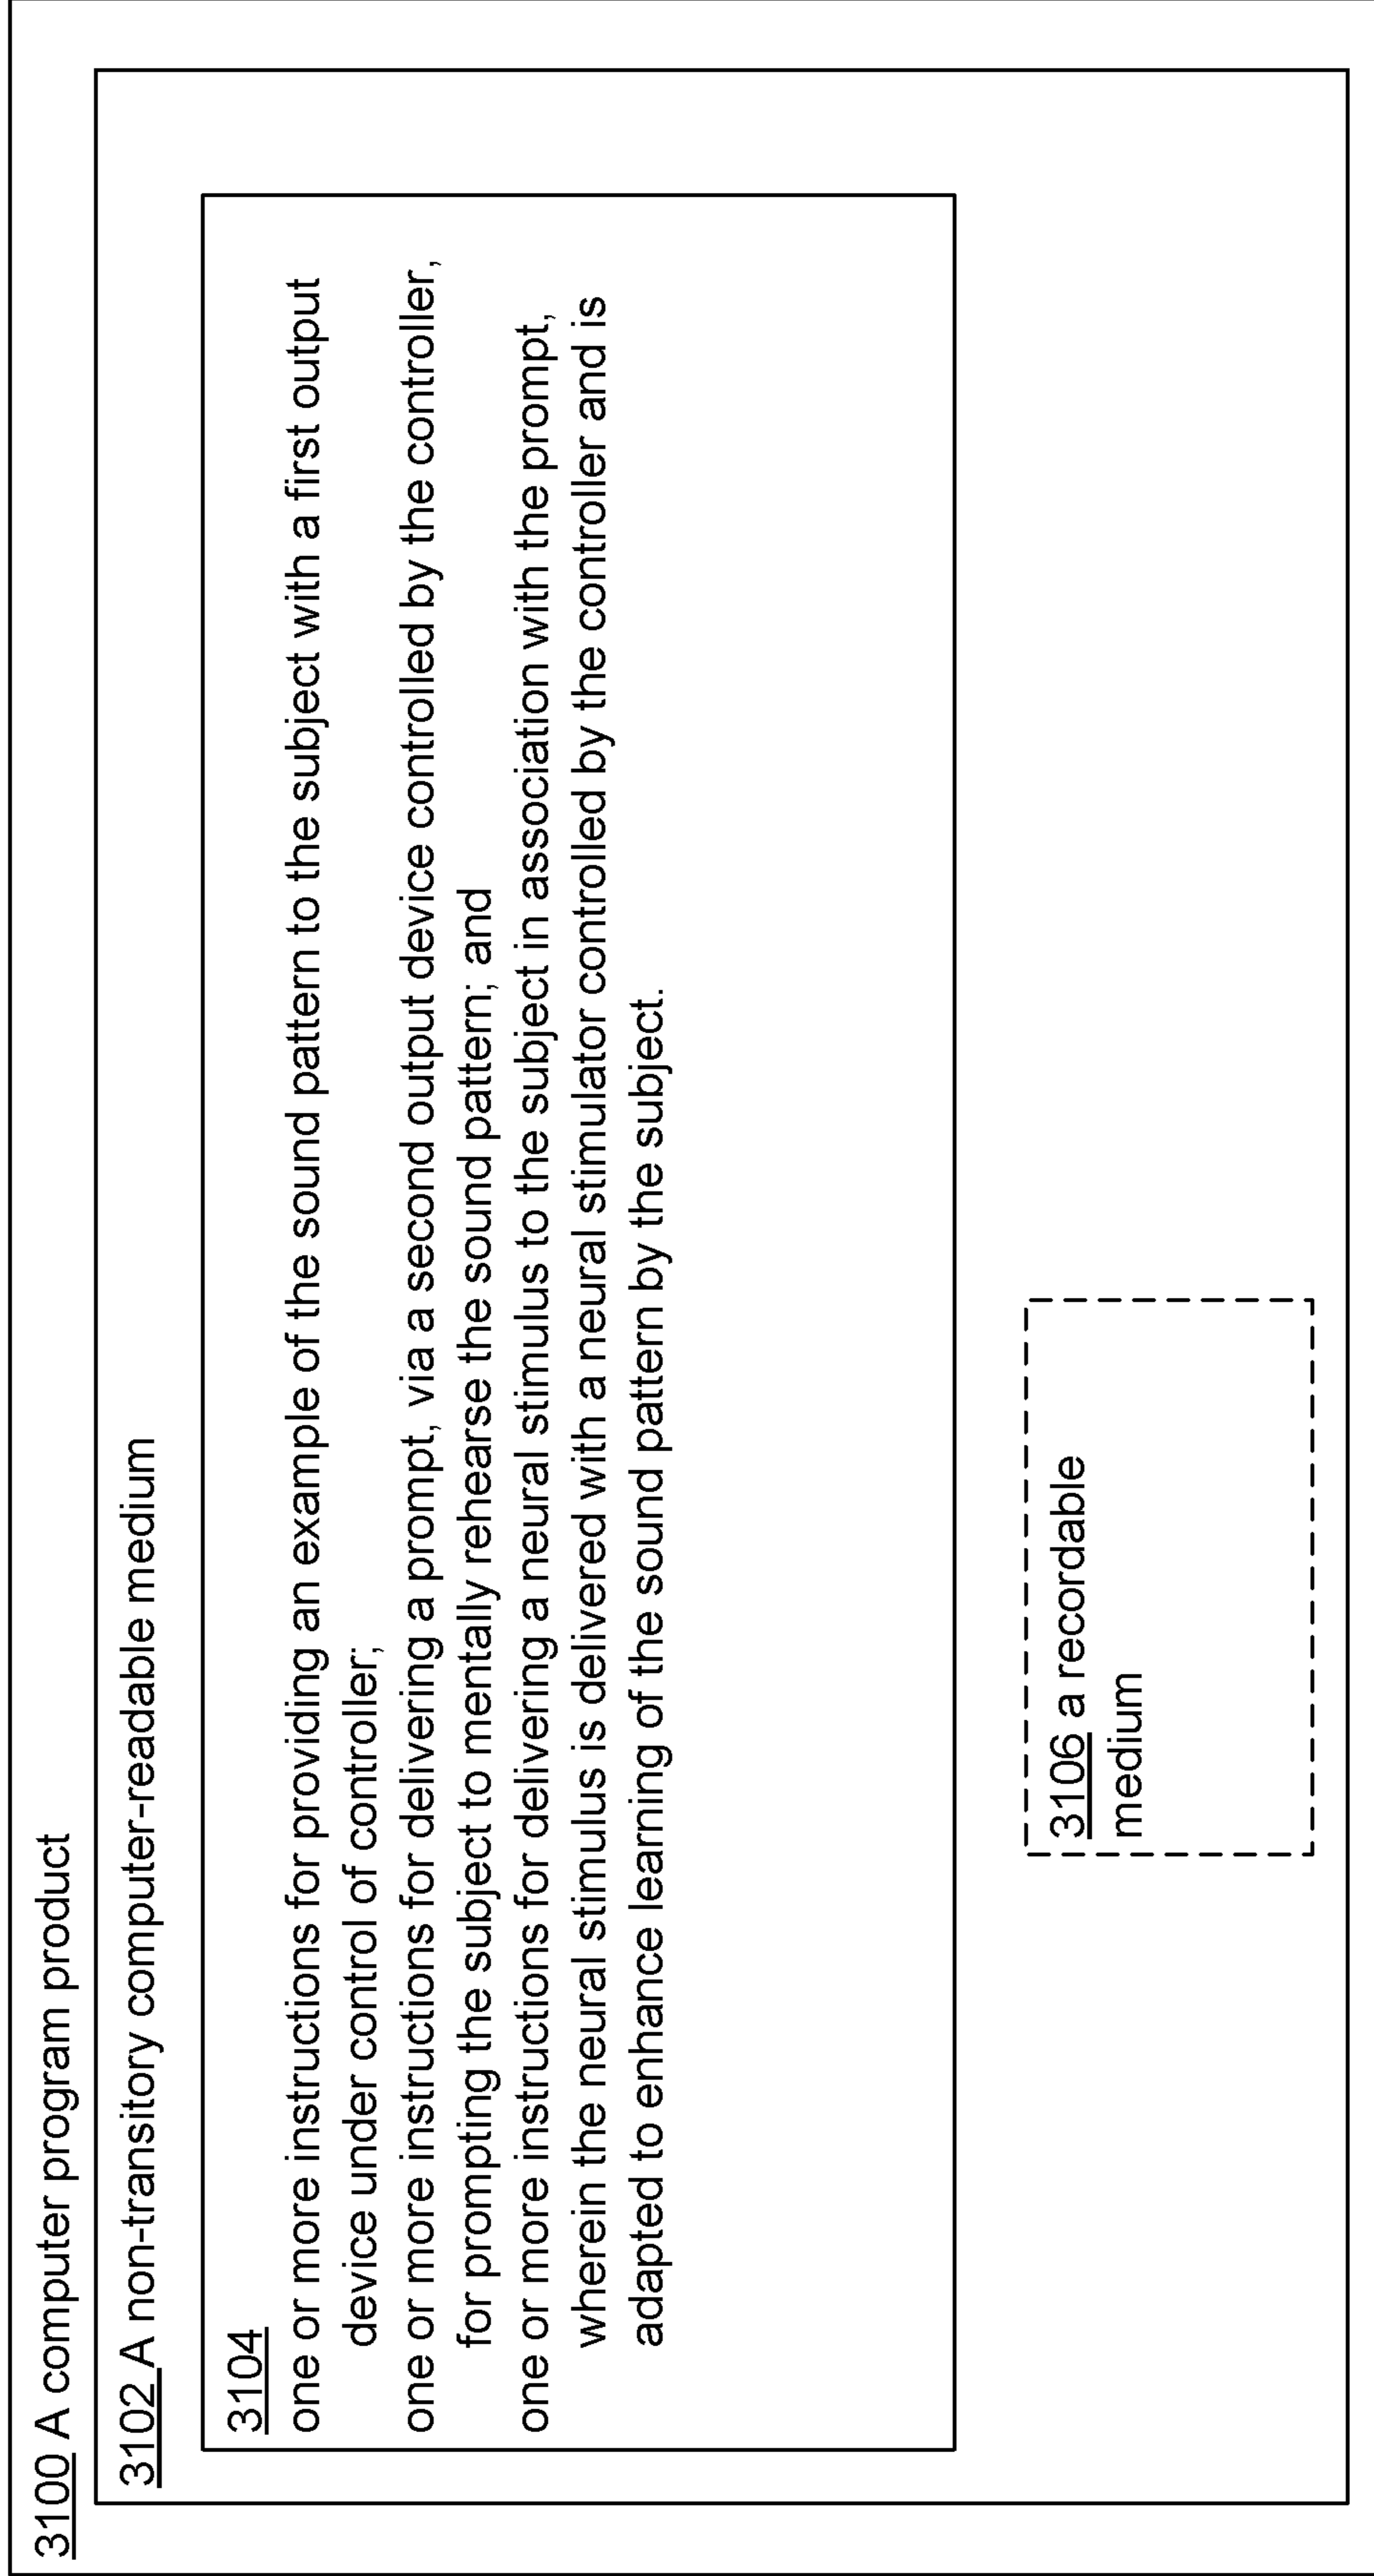 3100 A computer program product
3102 A non-transitory computer-readable medium
3104
one or more instructions for providing an example of the sound pattern to the subject with a first output
device under control of controller;
one or more instructions for delivering a prompt, via a second output device controlled by the controller,
for prompting the subject to mentally rehearse the sound pattern; and
one or more instructions for delivering a neural stimulus to the subject in association with the prompt,
wherein the neural stimulus is delivered with a neural stimulator controlled by the controller and is
adapted to enhance learning of the sound pattern by the subject.
3106 a recordable
medium